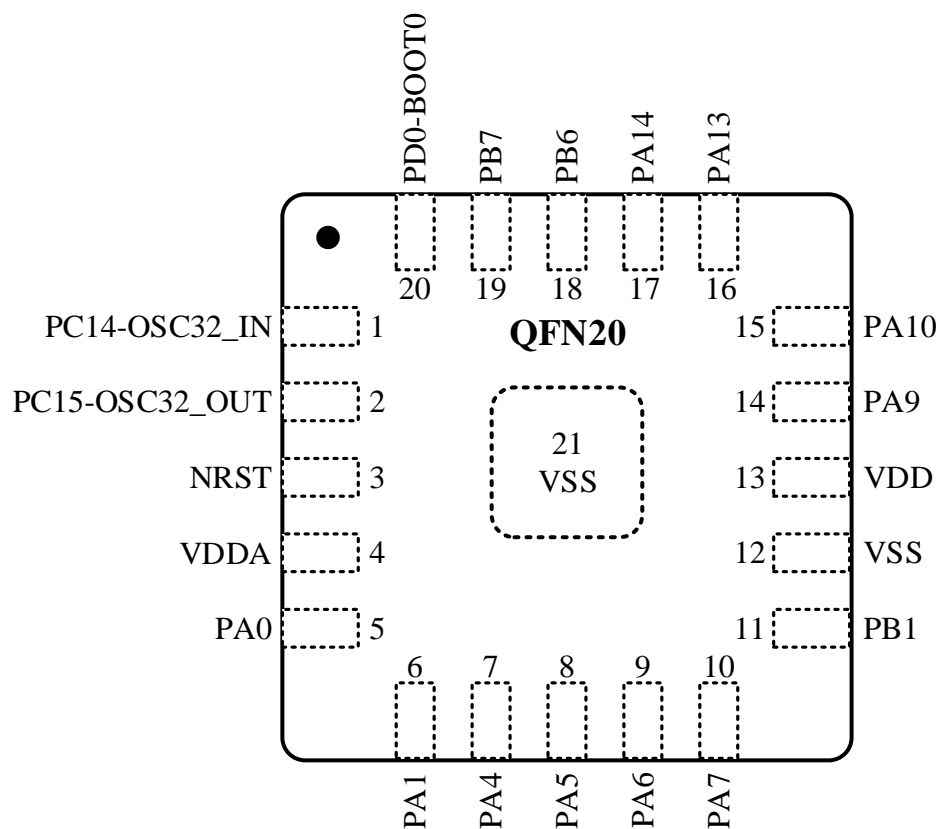 PD0-BOOT0
PB7
PB6
PA14
PA13
20
19
18
17
16
QFN20
PC14-OSC32_IN
1
PC15-OSC32_OUT
2
NRST
3
VDDA
4
PA0
5
21
VSS
15
PA10
14
PA9
13
VDD
12
VSS
11
PB1
6
7
8
9
10
PA1
PA4
PA5
PA6
PA7